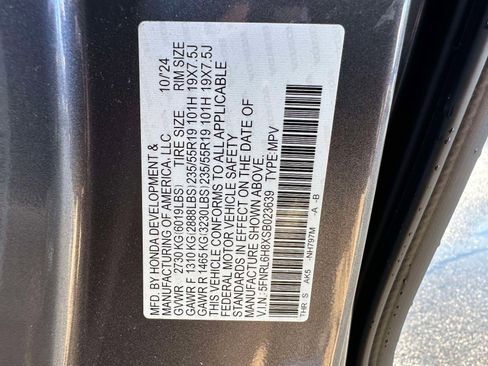 MFD BY HONDA DEVELOPMENT & 10/'24
MANUFACTURING OF AMERICA, LLC.
TIRE SIZE RIM SIZE
GVWR 2730 KG(6019LBS)
GAWR F 1310 KG(2888LBS) 235/55R19 101H 19X7.5J
GAWR R 1465 KG(3230LBS) 235/55R19 101H 19X7.5J
THIS VEHICLE CONFORMS TO ALL APPLICABLE
FEDERAL MOTOR VEHICLE SAFETY
STANDARDS IN EFFECT ON THE DATE OF
MANUFACTURE SHOWN ABOVE.
V.I.N: 5FNRL6H8XSB023639 TYPE:MPV
THR S AK5 -NH797M -A -B